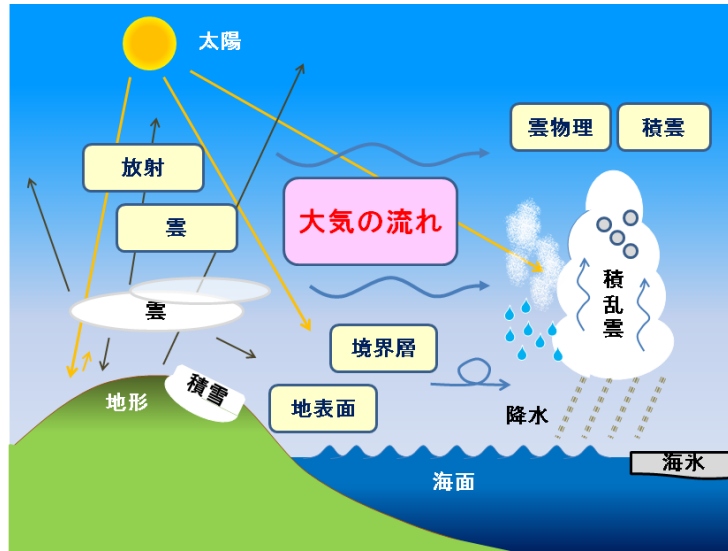 太陽
雲物理
積雲
放射
雲
大気の流れ
雲
積乱雲
境界層
積雪
地形
地表面
降水
海氷
海面